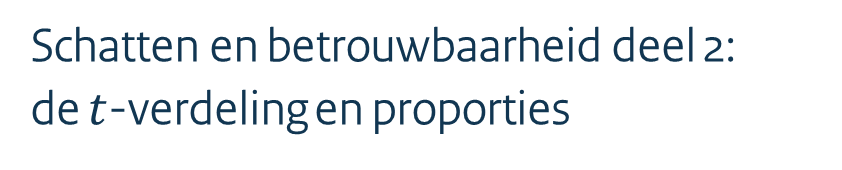 Schatten en betrouwbaarheid deel 2:
de t-verdeling en proporties